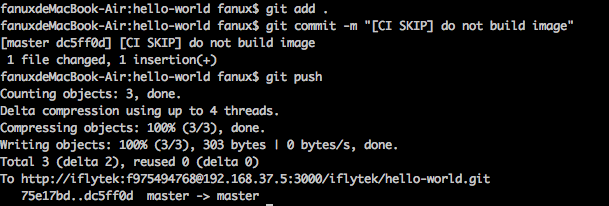 fanuxdeMacBook-Air:hello-world fanux$ git add .
fanuxdeMacBook-Air:hello-world fanux$ git commit -m "[CI SKIP] do not build image"
[master dc5ff0d] [CI SKIP] do not build image
 1 file changed, 1 insertion(+)
fanuxdeMacBook-Air:hello-world fanux$ git push
Counting objects: 3, done.
Delta compression using up to 4 threads.
Compressing objects: 100% (3/3), done.
Writing objects: 100% (3/3), 303 bytes | 0 bytes/s, done.
Total 3 (delta 2), reused 0 (delta 0)
To http://iflytek:f975494768@192.168.37.5:3000/iflytek/hello-world.git
   75e17bd..dc5ff0d  master -> master